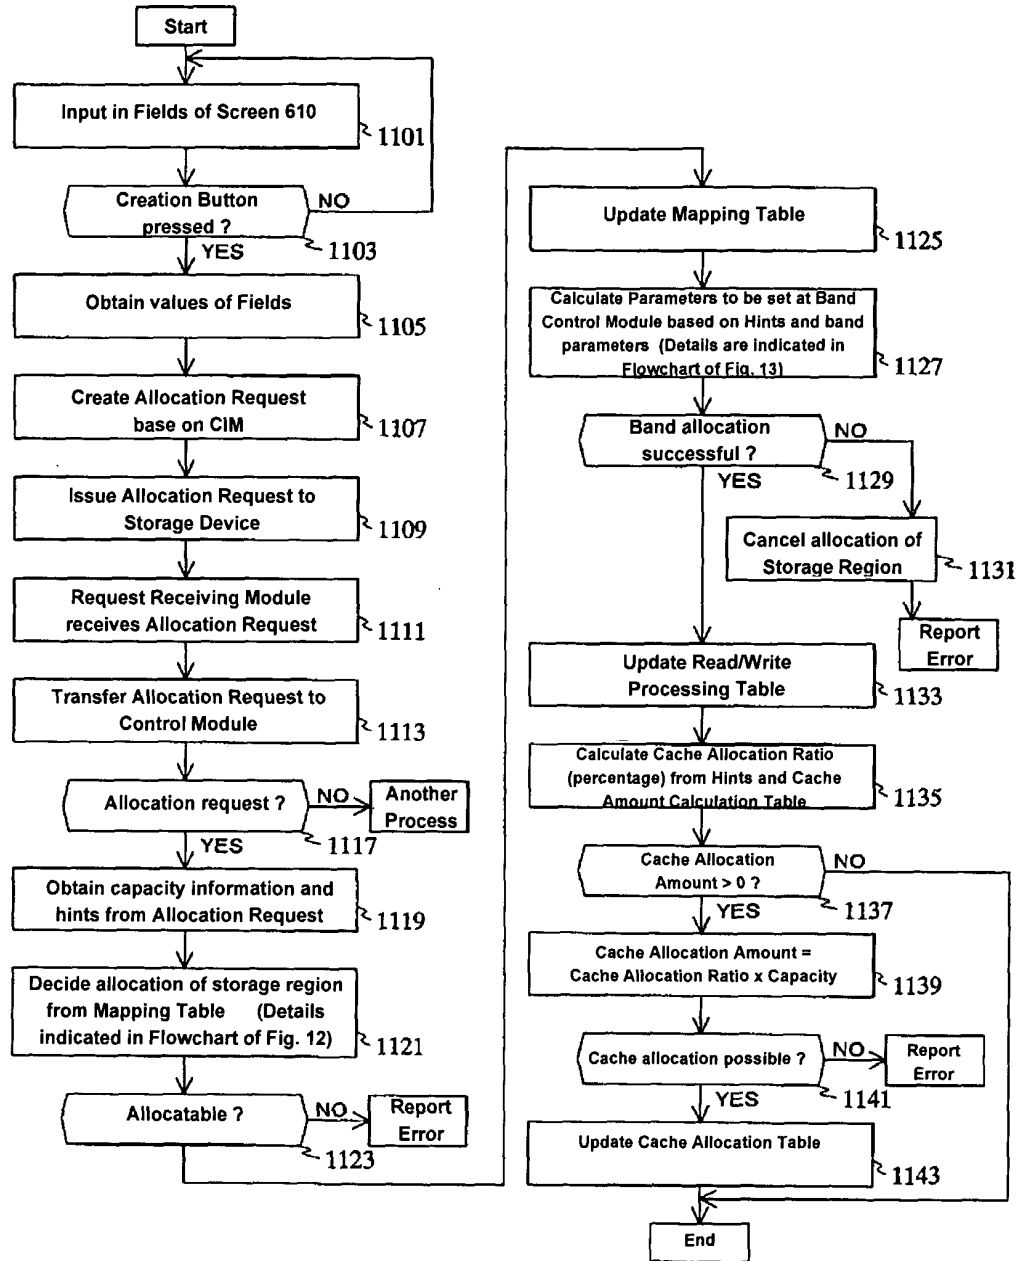 Start
Input in Fields of Screen 610
1101
Creation Button
pressed ?
NO
1103
YES
Obtain values of Fields
1105
Create Allocation Request
base on CIM
1107
Issue Allocation Request to
Storage Device
1109
Request Receiving Module
receives Allocation Request
1111
Transfer Allocation Request to
Control Module
1113
Allocation request ?
NO
Another
Process
1117
YES
Obtain capacity information and
hints from Allocation Request
1119
Decide allocation of storage region
from Mapping Table (Details
indicated in Flowchart of Fig. 12)
1121
Allocatable ?
NO
Report
Error
1123
Update Mapping Table
1125
Calculate Parameters to be set at Band
Control Module based on Hints and band
parameters (Details are indicated in
Flowchart of Fig. 13)
1127
Band allocation
successful ?
NO
1129
YES
Cancel allocation of
Storage Region
1131
Report
Error
Update Read/Write
Processing Table
1133
Calculate Cache Allocation Ratio
(percentage) from Hints and Cache
Amount Calculation Table
1135
Cache Allocation
Amount > 0 ?
NO
1137
YES
Cache Allocation Amount =
Cache Allocation Ratio x Capacity
1139
Cache allocation possible ?
NO
Report
Error
1141
YES
Update Cache Allocation Table
1143
End